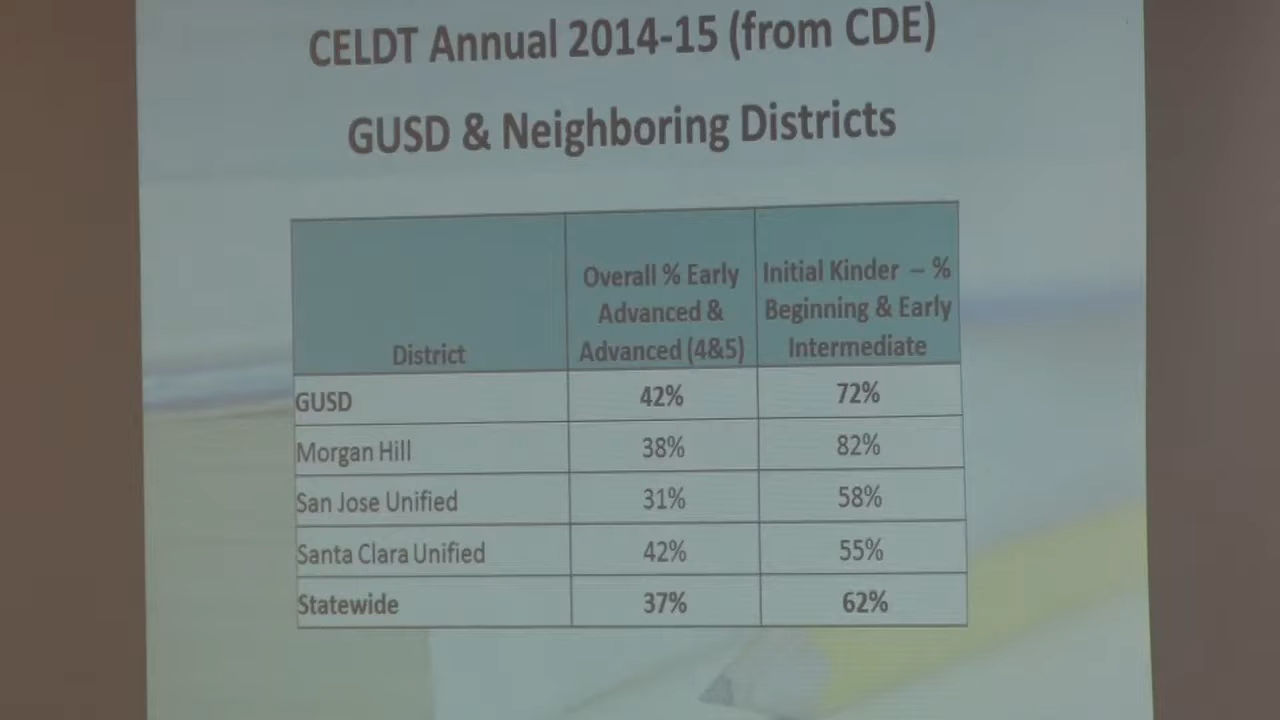 CELDT Annual 2014-15 (from CDE)
GUSD & Neighboring Districts
District
Overall % Early
Advanced &
Advanced (4&5)
Initial Kinder – %
Beginning & Early
Intermediate
GUSD 42% 72%
Morgan Hill 38% 82%
San Jose Unified 31% 58%
Santa Clara Unified 42% 55%
Statewide 37% 62%